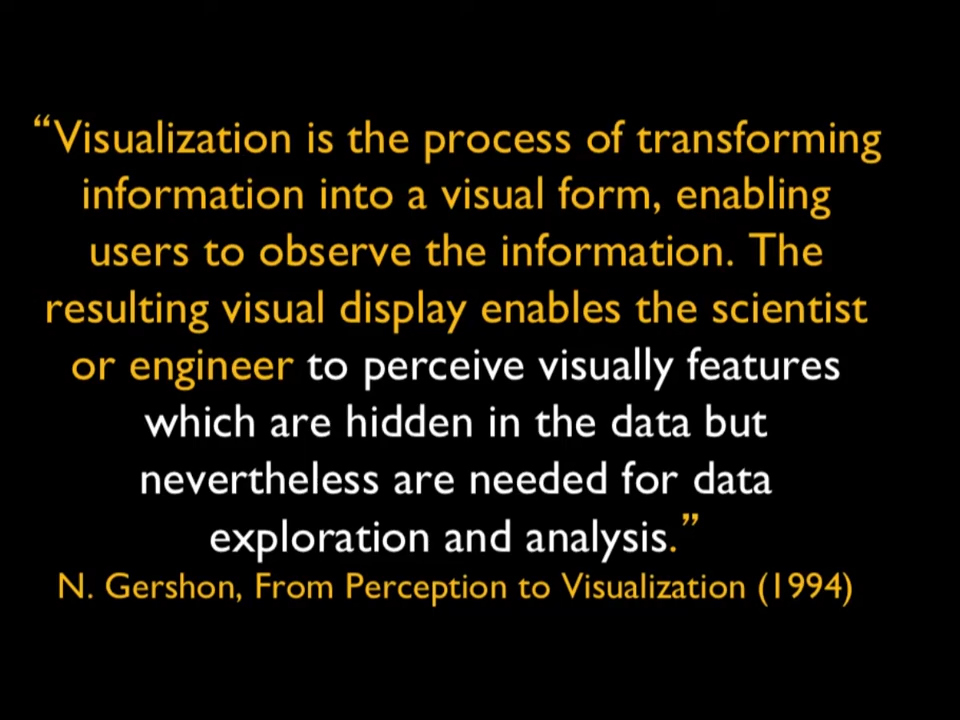 “Visualization is the process of transforming
information into a visual form, enabling
users to observe the information. The
resulting visual display enables the scientist
or engineer to perceive visually features
which are hidden in the data but
nevertheless are needed for data
exploration and analysis.”
N. Gershon, From Perception to Visualization (1994)